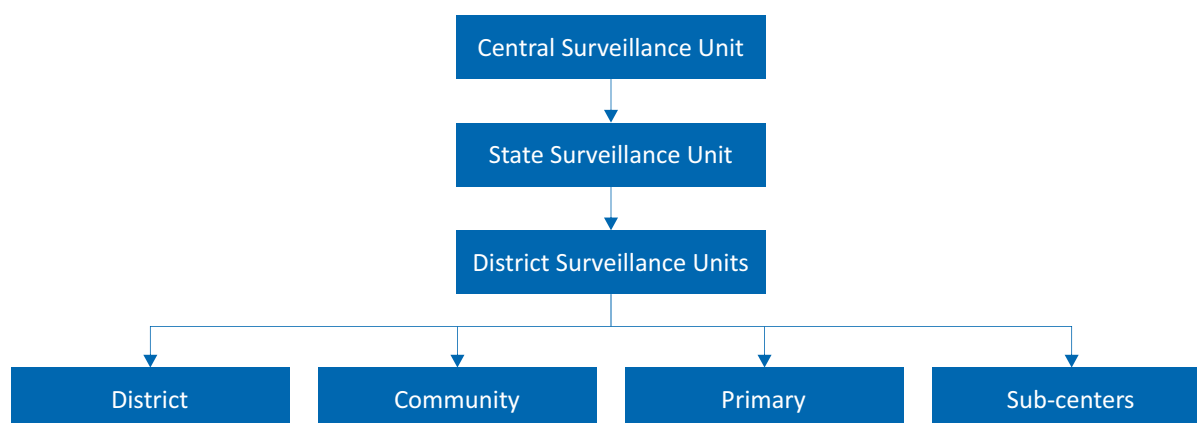 Central Surveillance Unit
State Surveillance Unit
District Surveillance Units
District
Community
Primary
Sub-centers